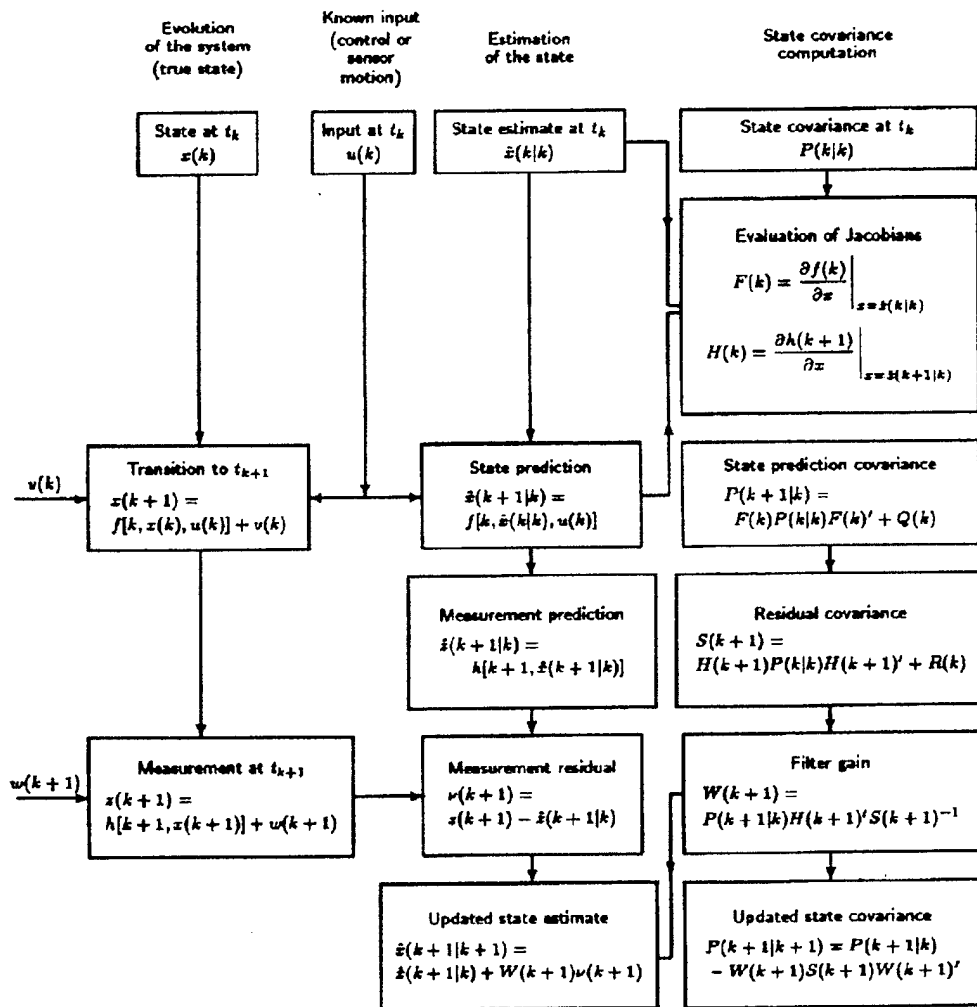 Evolution
of the system
(true state)
Known input
(control or
sensor
motion)
Estimation
of the state
State covariance
computation
State at t_k
x(k)
Input at t_k
u(k)
State estimate at t_k
x̂(k|k)
State covariance at t_k
P(k|k)
Evaluation of Jacobians
F(k) = ∂f(k)/∂x |x=x̂(k|k)
H(k) = ∂h(k+1)/∂x |x=x̂(k+1|k)
v(k)
Transition to t_{k+1}
x(k+1) =
f[k, x(k), u(k)] + v(k)
State prediction
x̂(k+1|k) =
f[k, x̂(k|k), u(k)]
State prediction covariance
P(k+1|k) =
F(k)P(k|k)F(k)′ + Q(k)
Measurement prediction
ẑ(k+1|k) =
h[k+1, x̂(k+1|k)]
Residual covariance
S(k+1) =
H(k+1)P(k|k)H(k+1)′ + R(k)
w(k+1)
Measurement at t_{k+1}
z(k+1) =
h[k+1, x(k+1)] + w(k+1)
Measurement residual
ν(k+1) =
z(k+1) − ẑ(k+1|k)
Filter gain
W(k+1) =
P(k+1|k)H(k+1)′S(k+1)⁻¹
Updated state estimate
x̂(k+1|k+1) =
x̂(k+1|k) + W(k+1)ν(k+1)
Updated state covariance
P(k+1|k+1) = P(k+1|k)
− W(k+1)S(k+1)W(k+1)′